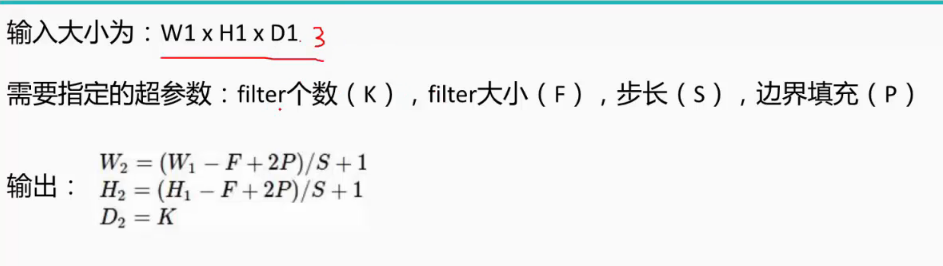 输入大小为：W1 x H1 x D1. 3
需要指定的超参数：filter个数（K），filter大小（F），步长（S），边界填充（P）
W₂ = (W₁ − F + 2P)/S + 1
输出： H₂ = (H₁ − F + 2P)/S + 1
D₂ = K